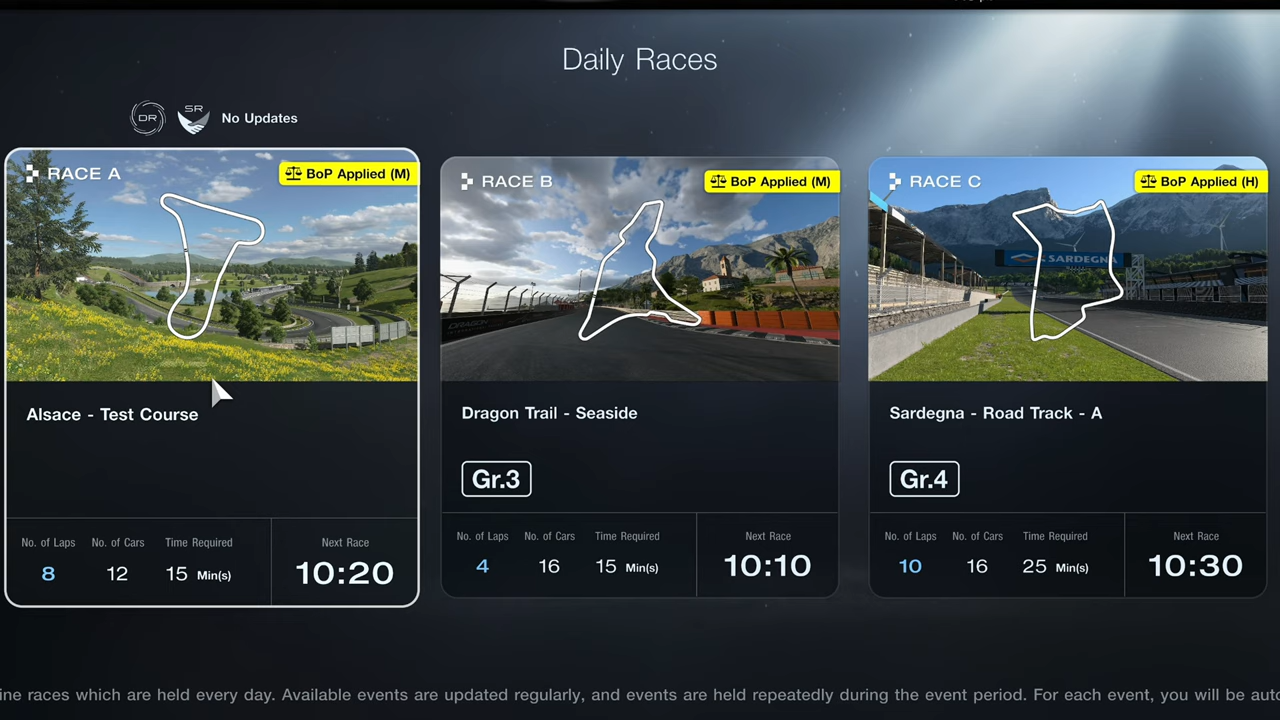 Daily Races
DR SR No Updates
RACE A
BoP Applied (M)
Alsace - Test Course
No. of Laps No. of Cars Time Required Next Race
8 12 15 Min(s) 10:20
RACE B
BoP Applied (M)
Dragon Trail - Seaside
Gr.3
No. of Laps No. of Cars Time Required Next Race
4 16 15 Min(s) 10:10
RACE C
BoP Applied (H)
SARDEGNA
Sardegna - Road Track - A
Gr.4
No. of Laps No. of Cars Time Required Next Race
10 16 25 Min(s) 10:30
ine races which are held every day. Available events are updated regularly, and events are held repeatedly during the event period. For each event, you will be auto